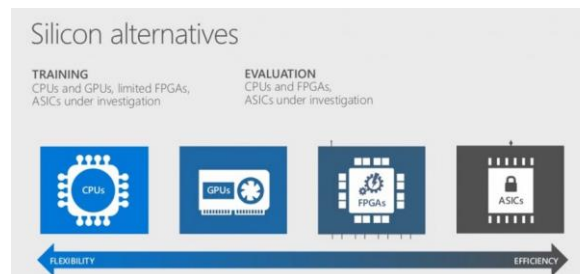 Silicon alternatives
TRAINING
CPUs and GPUs, limited FPGAs,
ASICs under investigation
EVALUATION
CPUs and FPGAs,
ASICs under investigation
CPUs
GPUs
FPGAs
ASICs
FLEXIBILITY
EFFICIENCY